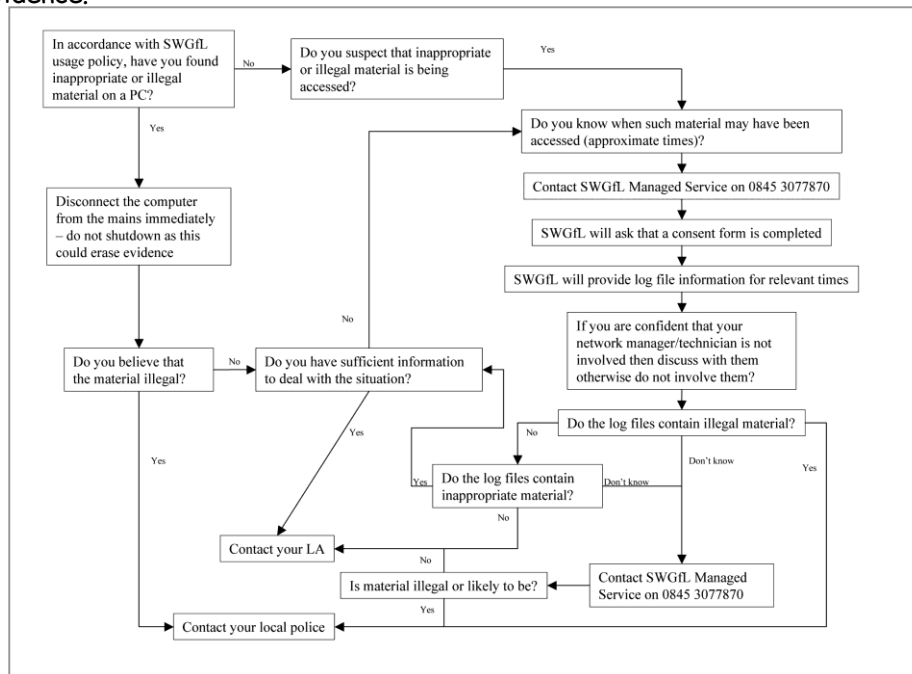 In accordance with SWGfL
usage policy, have you found
inappropriate or illegal
material on a PC?
No
Do you suspect that inappropriate
or illegal material is being
accessed?
Yes
Yes
Do you know when such material may have been
accessed (approximate times)?
Contact SWGfL Managed Service on 0845 3077870
Disconnect the computer
from the mains immediately
– do not shutdown as this
could erase evidence
SWGfL will ask that a consent form is completed
SWGfL will provide log file information for relevant times
No
If you are confident that your
network manager/technician is not
involved then discuss with them
otherwise do not involve them?
Do you believe that
the material illegal?
No
Do you have sufficient information
to deal with the situation?
Do the log files contain illegal material?
No
Yes
Yes
Don't know
Yes
Do the log files contain
inappropriate material?
Yes
Don't know
No
Contact your LA
No
Is material illegal or likely to be?
Contact SWGfL Managed
Service on 0845 3077870
Yes
Contact your local police